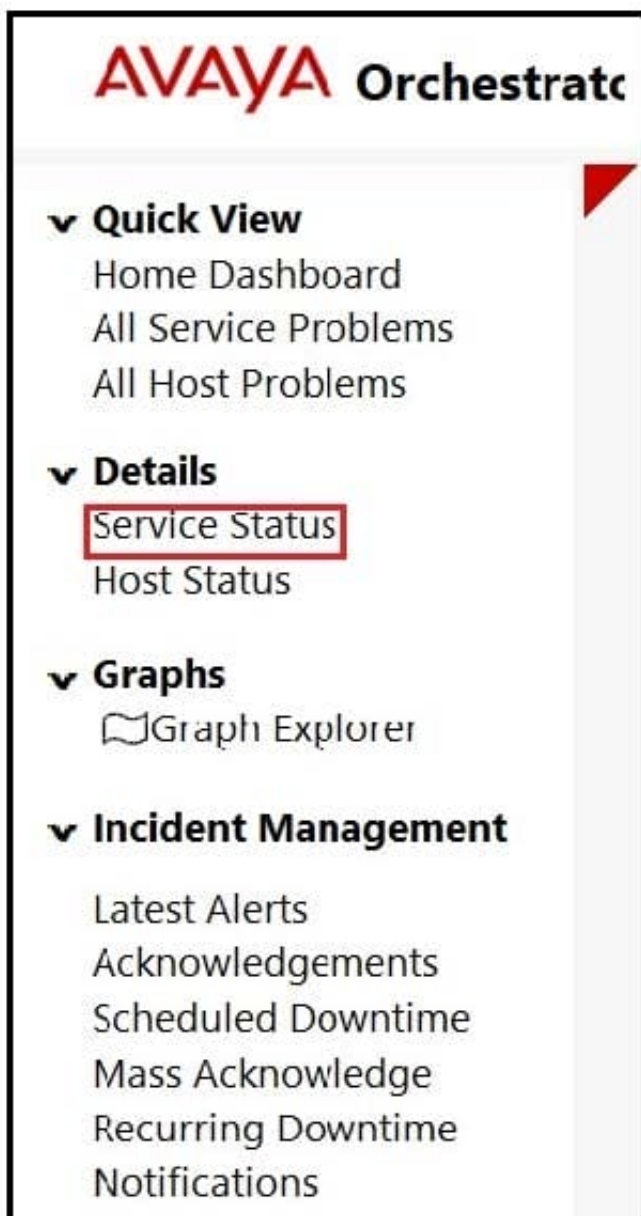 AVAYA Orchestratc
Quick View
Home Dashboard
All Service Problems
All Host Problems
Details
Service Status
Host Status
Graphs
Graph Explorer
Incident Management
Latest Alerts
Acknowledgements
Scheduled Downtime
Mass Acknowledge
Recurring Downtime
Notifications